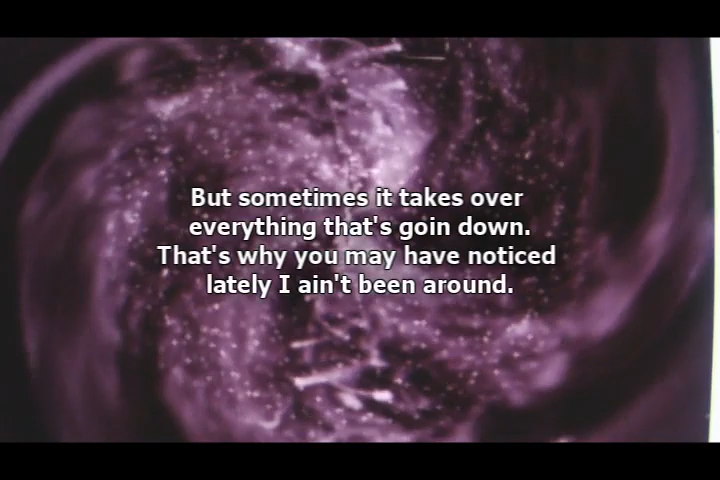 But sometimes it takes over
everything that's goin down.
That's why you may have noticed
lately I ain't been around.